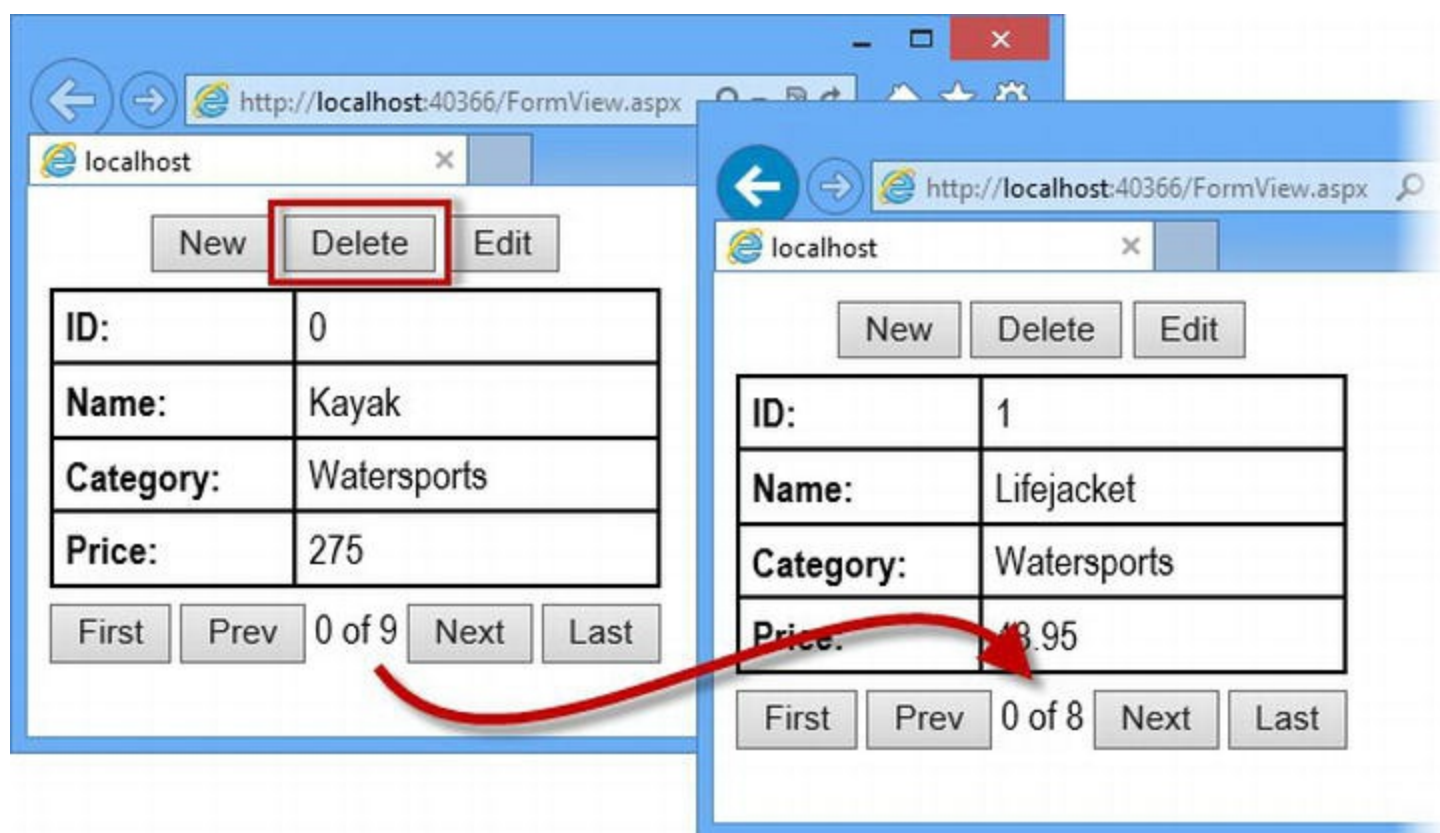 http://localhost:40366/FormView.aspx
localhost
New Delete Edit
ID: 0
Name: Kayak
Category: Watersports
Price: 275
First Prev 0 of 9 Next Last
http://localhost:40366/FormView.aspx
localhost
New Delete Edit
ID: 1
Name: Lifejacket
Category: Watersports
Price: .95
First Prev 0 of 8 Next Last